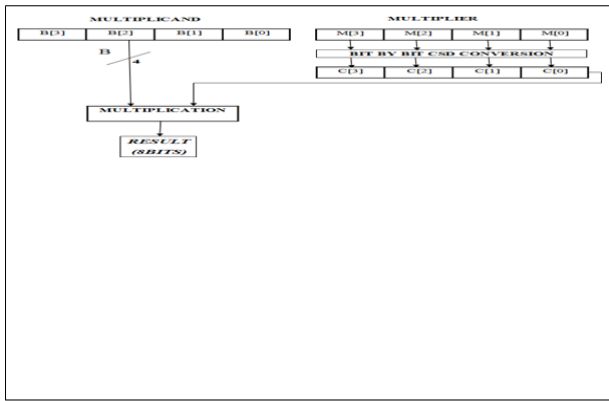 MULTIPLICAND
MULTIPLIER
B[3] B[2] B[1] B[0]
M[3] M[2] M[1] M[0]
B
4
BIT BY BIT CSD CONVERSION
C[3] C[2] C[1] C[0]
MULTIPLICATION
RESULT
(8BITS)